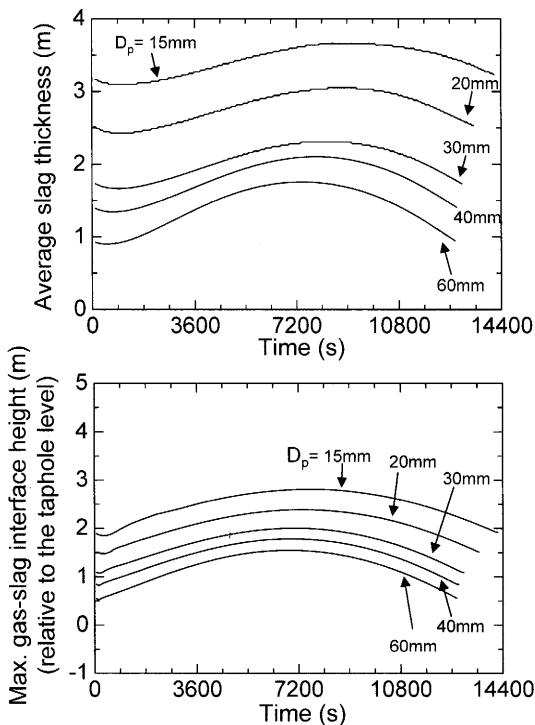 Average slag thickness (m)
4
3
2
1
0
Dp= 15mm
20mm
30mm
40mm
60mm
0 3600 7200 10800 14400
Time (s)
Max. gas-slag interface height (m)
(relative to the taphole level)
5
4
3
2
1
0
-1
Dp= 15mm
20mm
30mm
40mm
60mm
0 3600 7200 10800 14400
Time (s)